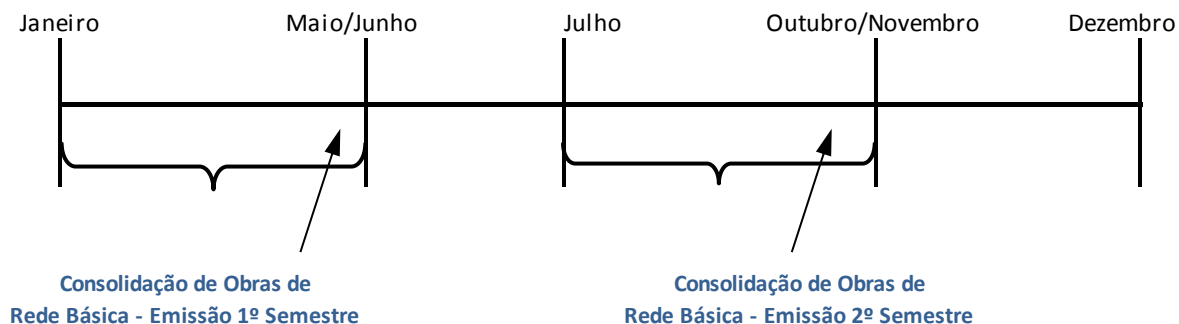 Janeiro
Maio/Junho
Julho
Outubro/Novembro
Dezembro
Consolidação de Obras de
Rede Básica - Emissão 1º Semestre
Consolidação de Obras de
Rede Básica - Emissão 2º Semestre